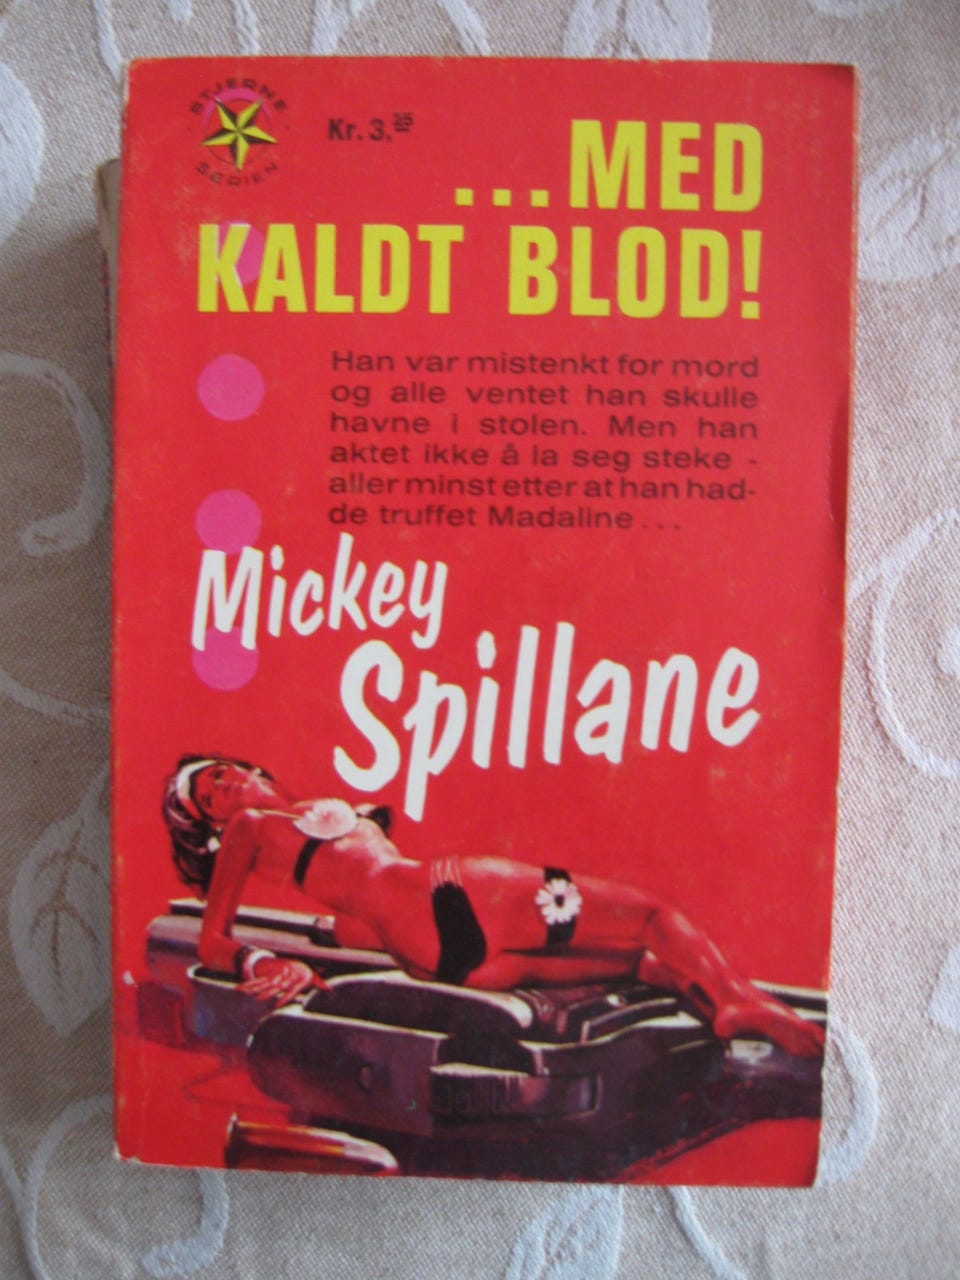 STJERNE
SERIEN
Kr. 3.35
...MED
KALDT BLOD!
Han var mistenkt for mord
og alle ventet han skulle
havne i stolen. Men han
aktet ikke å la seg steke -
aller minst etter at han had-
de truffet Madaline...
Mickey
Spillane